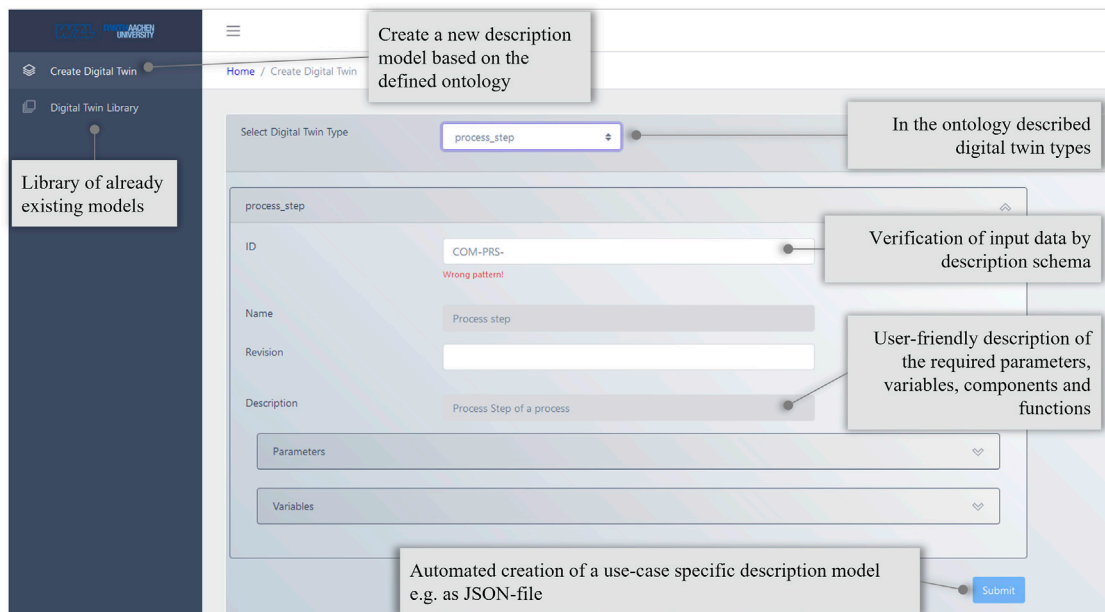 AACHEN
UNIVERSITY
Create Digital Twin
Digital Twin Library
Library of already
existing models
Create a new description
model based on the
defined ontology
Home / Create Digital Twin
Select Digital Twin Type
process_step
In the ontology described
digital twin types
process_step
ID
COM-PRS-
Wrong pattern!
Verification of input data by
description schema
Name
Process step
Revision
User-friendly description of
the required parameters,
variables, components and
functions
Description
Process Step of a process
Parameters
Variables
Automated creation of a use-case specific description model
e.g. as JSON-file
Submit